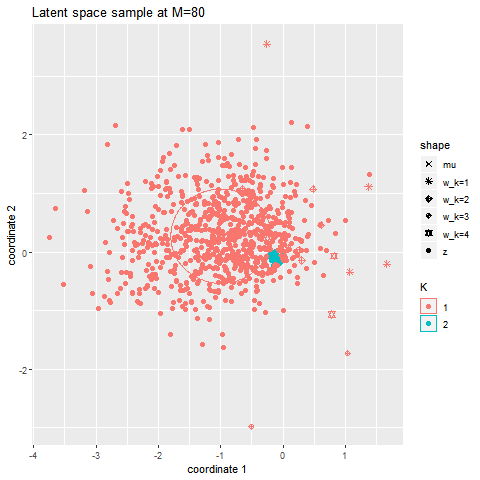 Latent space sample at M=80
coordinate 2
2
0
-2
-4
-3
-2
-1
0
1
coordinate 1
shape
mu
w_k=1
w_k=2
w_k=3
w_k=4
z
K
1
2